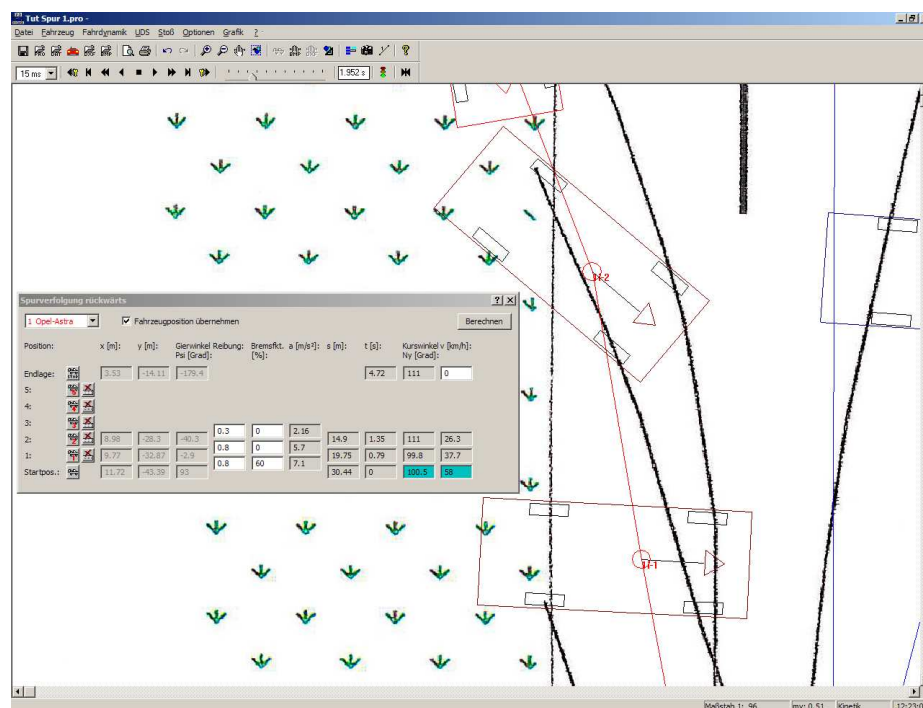 Tut Spur 1.pro -
Datei Fahrzeug Fahrdynamik UDS Stoß Optionen Grafik ?
15 ms 1.952 s
Spurverfolgung rückwärts
1 Opel-Astra Fahrzeugposition übernehmen Berechnen
Position: x [m]: y [m]: Gierwinkel Reibung: Bremsfkt. a [m/s²]: s [m]: t [s]: Kurswinkel v [km/h]:
Psi [Grad]: [%]: Ny [Grad]:
Endlage: 3.53 -14.11 -179.4 4.72 111 0
5:
4:
3:
0.3 0 2.16
2: 8.98 -28.3 -40.3 14.9 1.35 111 26.3
0.8 0 5.7
1: 9.77 -32.87 -2.9 19.75 0.79 99.8 37.7
0.8 60 7.1
Startpos.: 11.72 -43.39 93 30.44 0 100.5 58
Maßstab 1: 96 my: 0.51 Kinetik